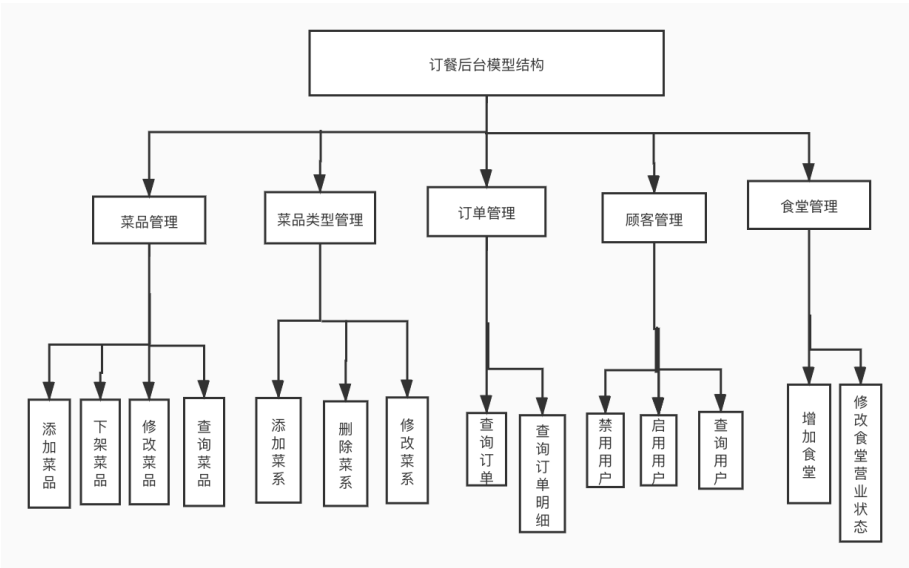 订餐后台模型结构
菜品管理
菜品类型管理
订单管理
顾客管理
食堂管理
添加菜品
下架菜品
修改菜品
查询菜品
添加菜系
删除菜系
修改菜系
查询订单
查询订单明细
禁用用户
启用用户
查询用户
增加食堂
修改食堂营业状态